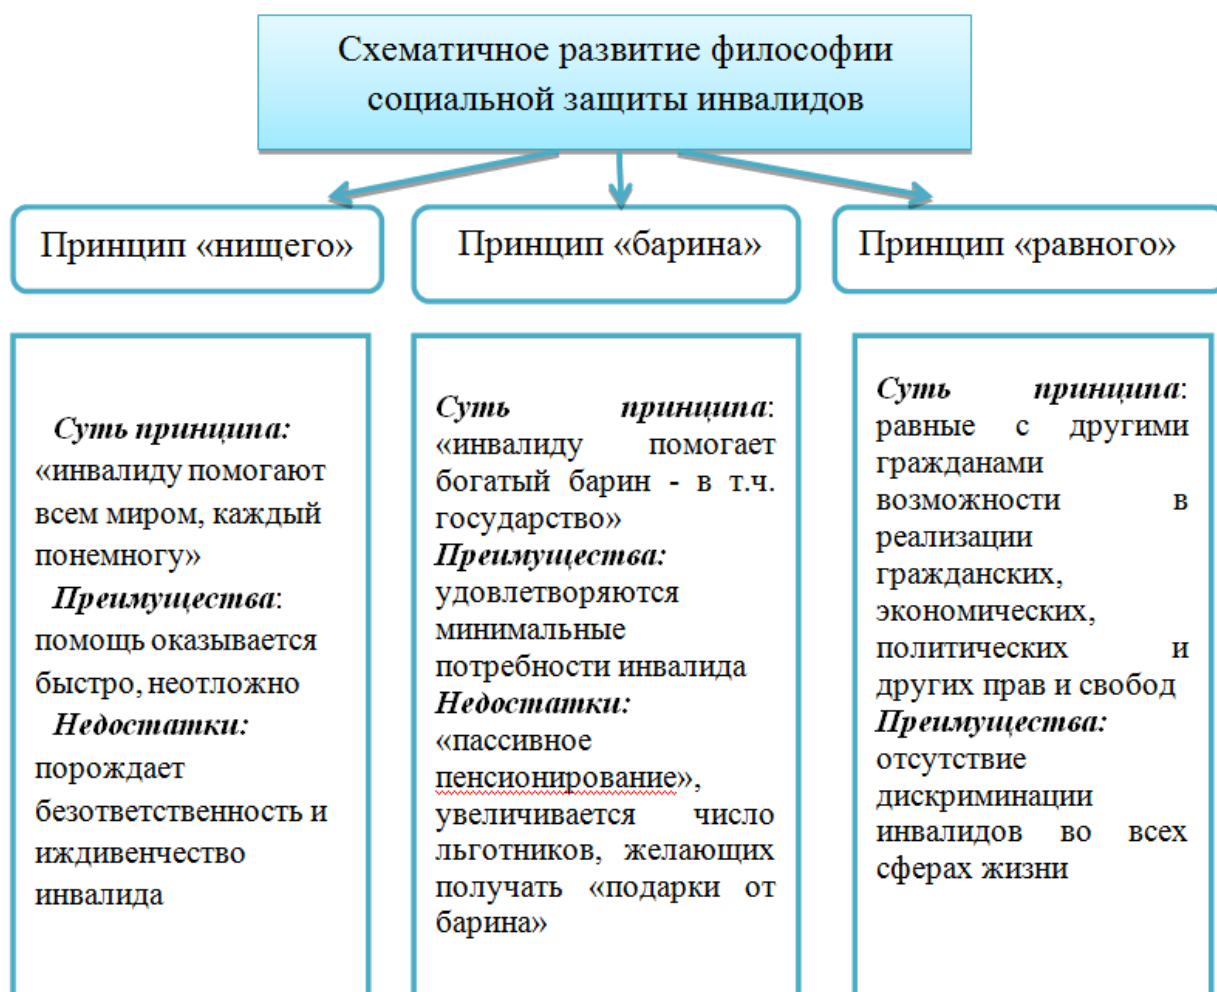 Схематичное развитие философии
социальной защиты инвалидов
Принцип «нищего»
Принцип «барина»
Принцип «равного»
Суть принципа:
«инвалиду помогают
всем миром, каждый
понемногу»
Преимущества:
помощь оказывается
быстро, неотложно
Недостатки:
порождает
безответственность и
иждивенчество
инвалида
Суть принципа:
«инвалиду помогает
богатый барин - в т.ч.
государство»
Преимущества:
удовлетворяются
минимальные
потребности инвалида
Недостатки:
«пассивное
пенсионирование»,
увеличивается число
льготников, желающих
получать «подарки от
барина»
Суть принципа:
равные с другими
гражданами
возможности в
реализации
гражданских,
экономических,
политических и
других прав и свобод
Преимущества:
отсутствие
дискриминации
инвалидов во всех
сферах жизни